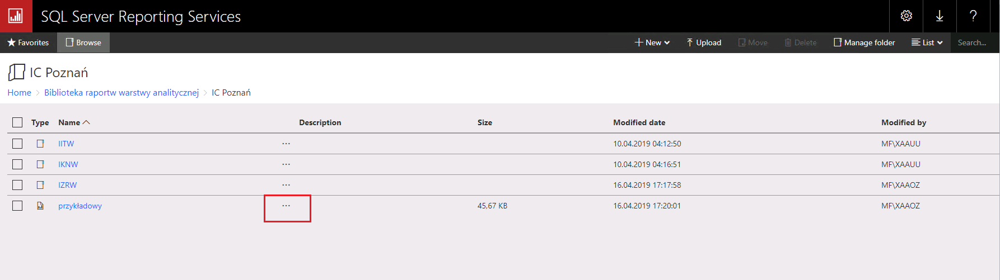 SQL Server Reporting Services
Favorites Browse New Upload Move Delete Manage folder List Search...
IC Poznań
Home > Biblioteka raportw warstwy analitycznej > IC Poznań
Type Name Description Size Modified date Modified by
IITW ... 10.04.2019 04:12:50 MF\XAAUU
IKNW ... 10.04.2019 04:16:51 MF\XAAUU
IZRW ... 16.04.2019 17:17:58 MF\XAAOZ
przykładowy ... 45,67 KB 16.04.2019 17:20:01 MF\XAAOZ